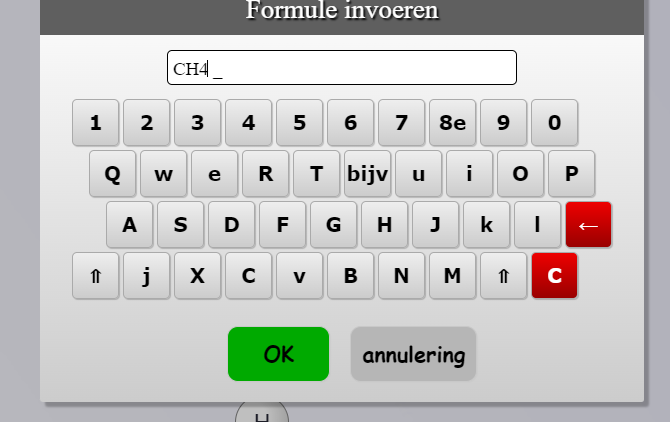 Formule invoeren
CH4 _
1 2 3 4 5 6 7 8e 9 0
Q w e R T bijv u i O P
A S D F G H J k l ←
⇑ j X C v B N M ⇑ C
OK annulering
H